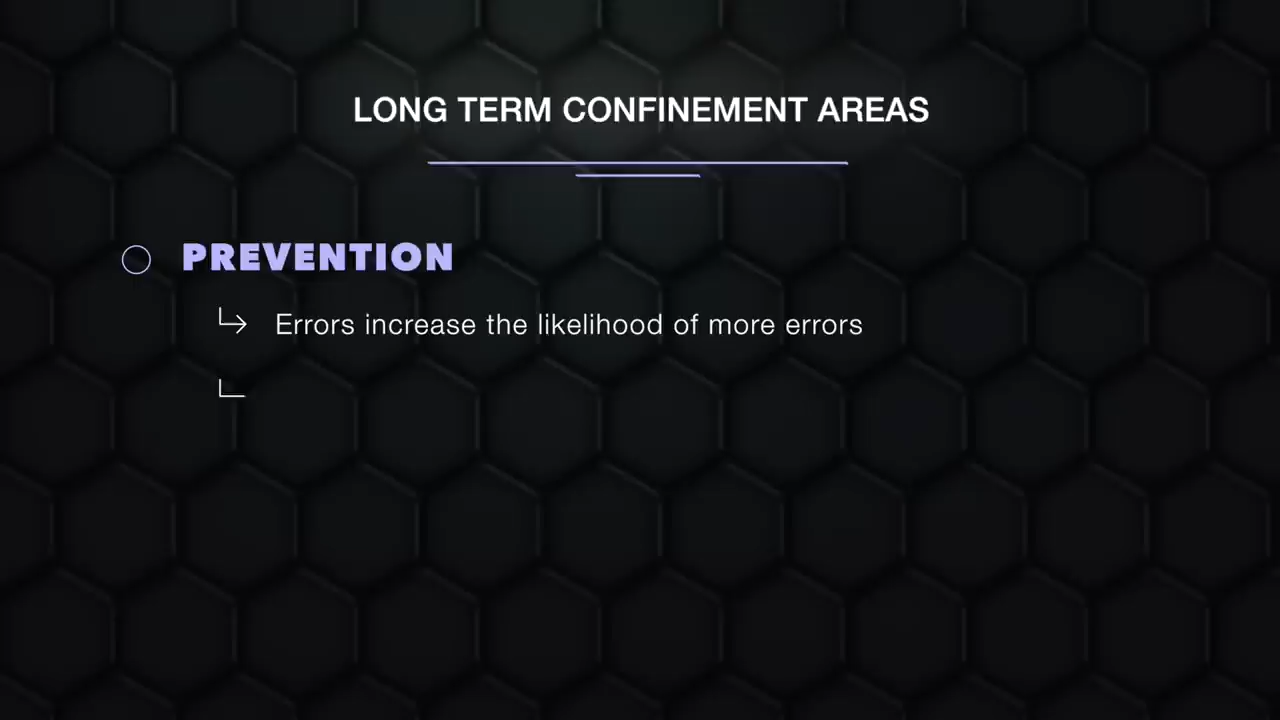 LONG TERM CONFINEMENT AREAS
PREVENTION
Errors increase the likelihood of more errors